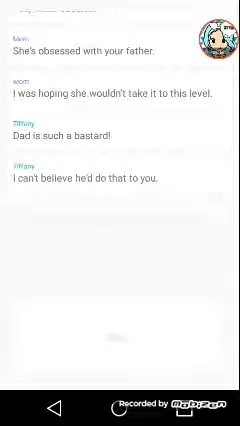 Mom
She's obsessed with your father.
Mom
I was hoping she wouldn't take it to this level.
Tiffany
Dad is such a bastard!
Tiffany
I can't believe he'd do that to you.
Recorded by Mobizen